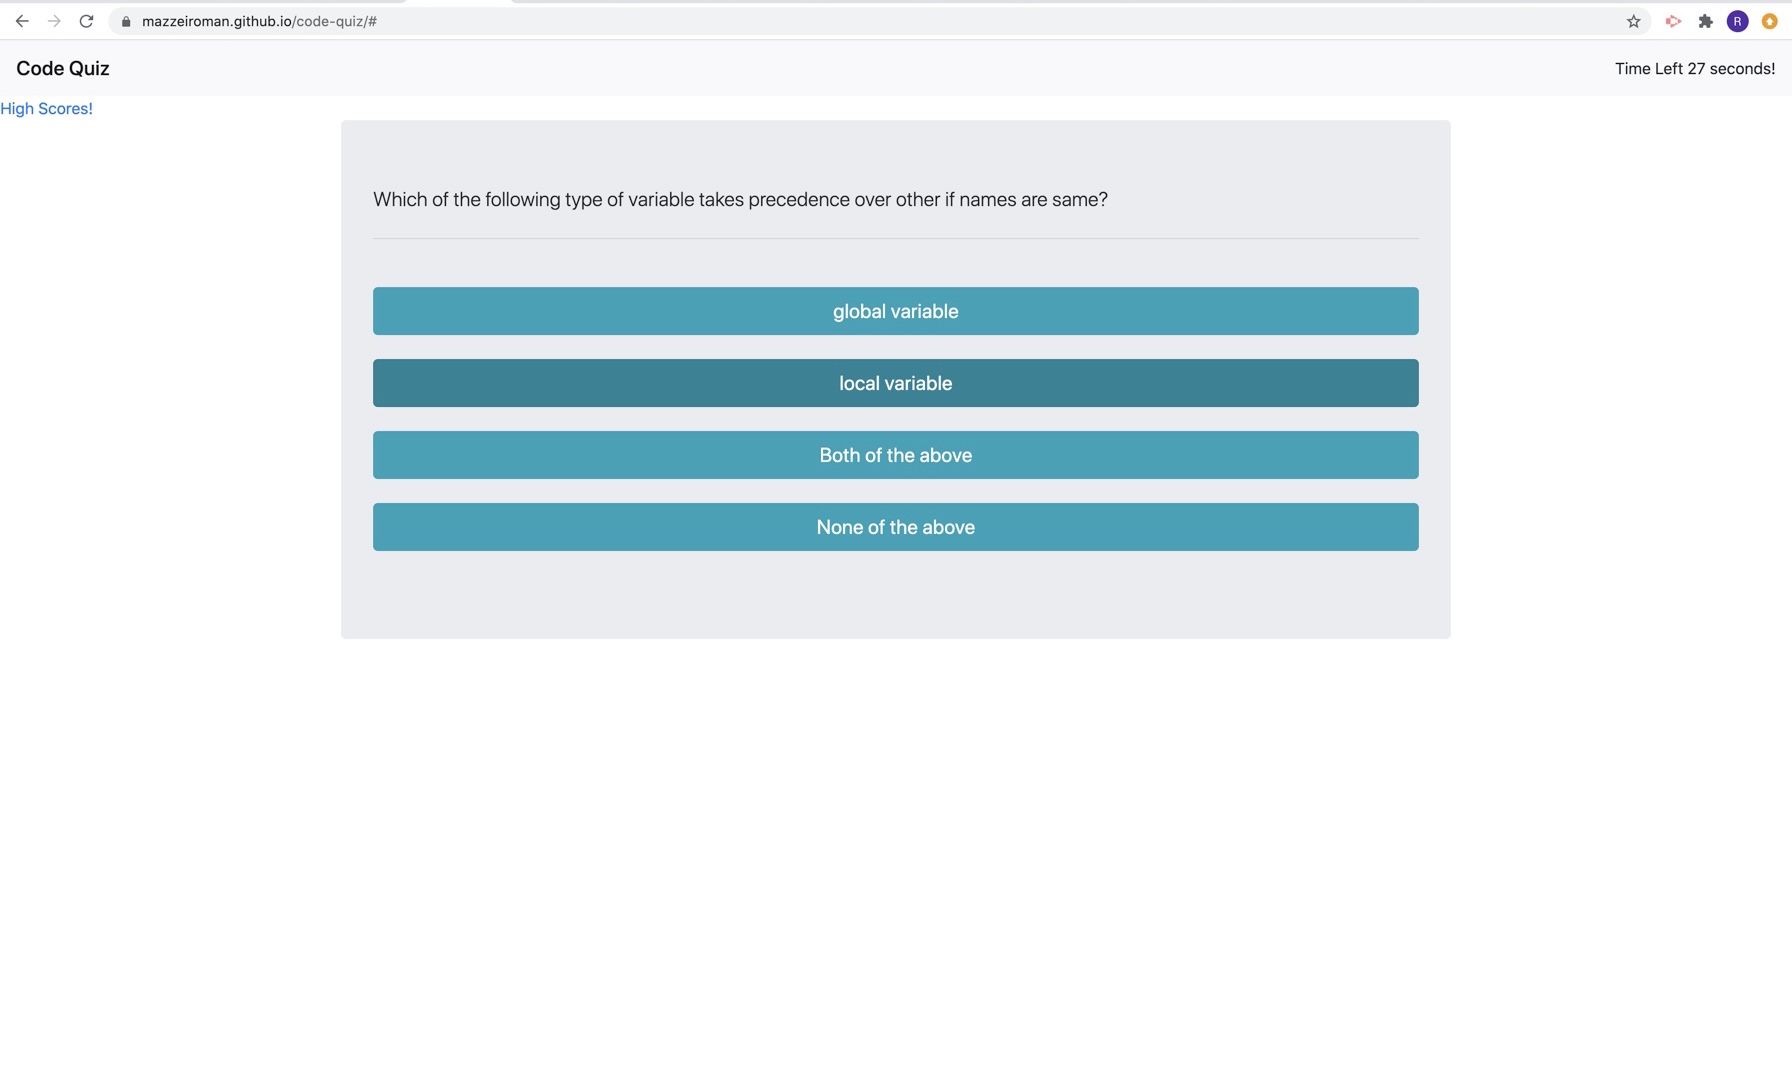 mazzeiroman.github.io/code-quiz/#
R
Code Quiz
Time Left 27 seconds!
High Scores!
Which of the following type of variable takes precedence over other if names are same?
global variable
local variable
Both of the above
None of the above